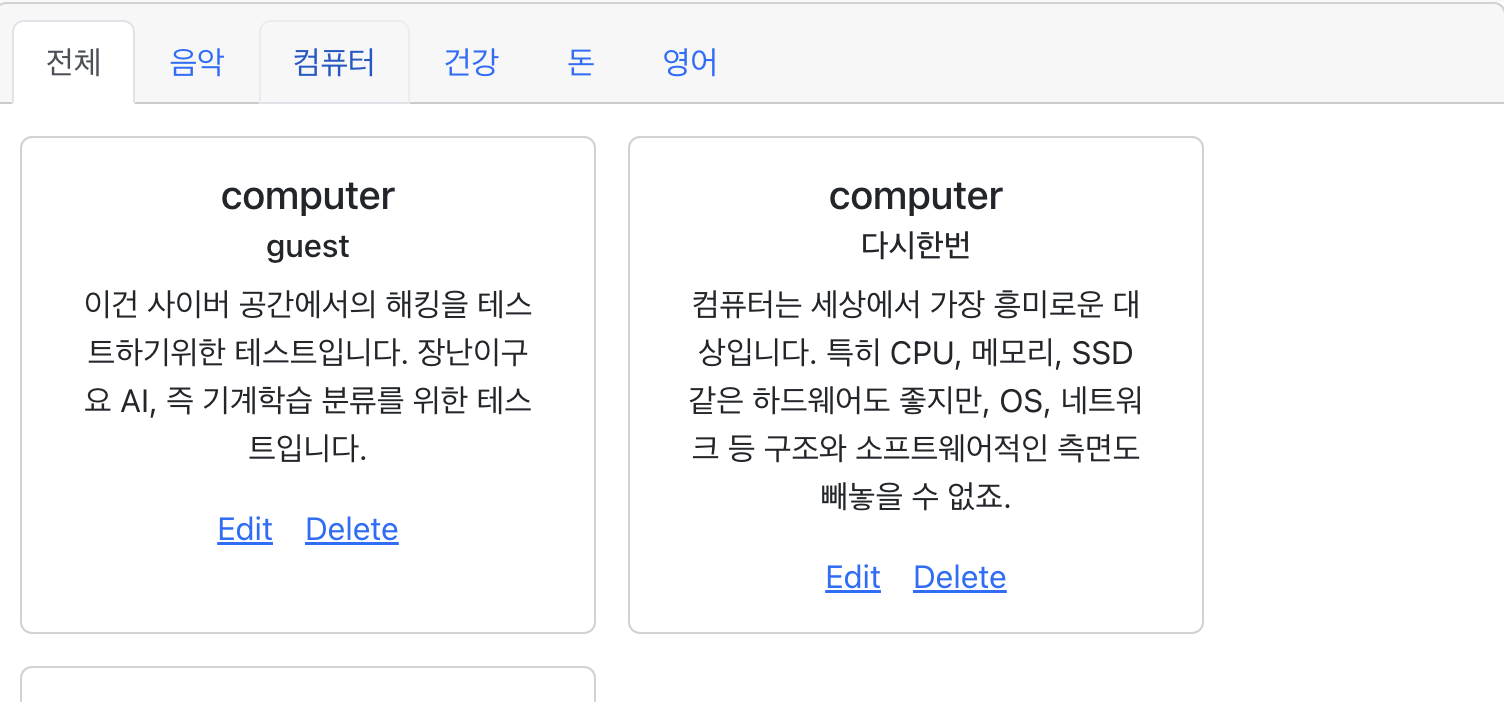 전체 음악 컴퓨터 건강 돈 영어
computer
guest
이건 사이버 공간에서의 해킹을 테스
트하기위한 테스트입니다. 장난이구
요 AI, 즉 기계학습 분류를 위한 테스
트입니다.
Edit Delete
computer
다시한번
컴퓨터는 세상에서 가장 흥미로운 대
상입니다. 특히 CPU, 메모리, SSD
같은 하드웨어도 좋지만, OS, 네트워
크 등 구조와 소프트웨어적인 측면도
빼놓을 수 없죠.
Edit Delete